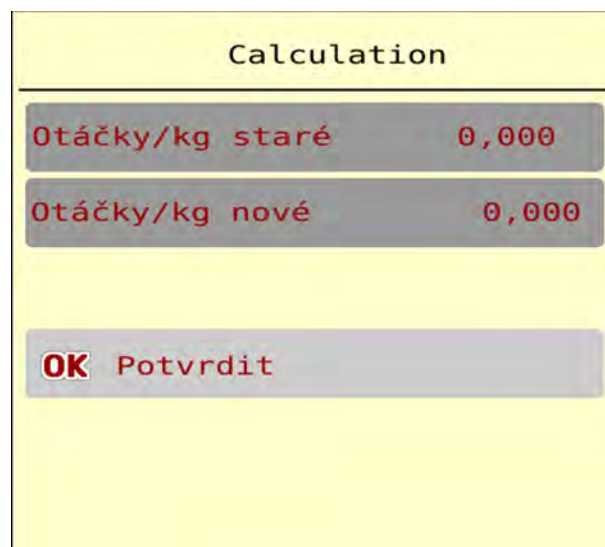 Calculation
Otáčky/kg staré 0,000
Otáčky/kg nové 0,000
OK Potvrdit